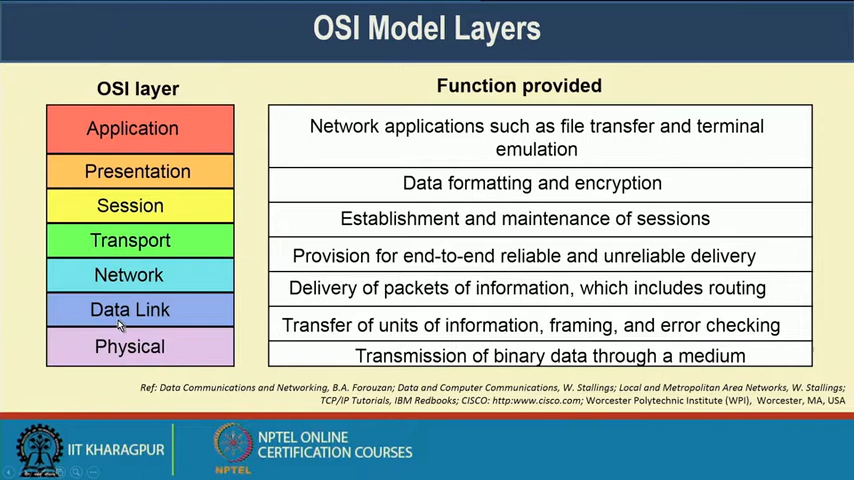 OSI Model Layers
OSI layer
Function provided
Application
Network applications such as file transfer and terminal
emulation
Presentation
Data formatting and encryption
Session
Establishment and maintenance of sessions
Transport
Provision for end-to-end reliable and unreliable delivery
Network
Delivery of packets of information, which includes routing
Data Link
Transfer of units of information, framing, and error checking
Physical
Transmission of binary data through a medium
Ref: Data Communications and Networking, B.A. Forouzan; Data and Computer Communications, W. Stallings; Local and Metropolitan Area Networks, W. Stallings;
TCP/IP Tutorials, IBM Redbooks; CISCO: http:www.cisco.com; Worcester Polytechnic Institute (WPI), Worcester, MA, USA
IIT KHARAGPUR
NPTEL
NPTEL ONLINE
CERTIFICATION COURSES